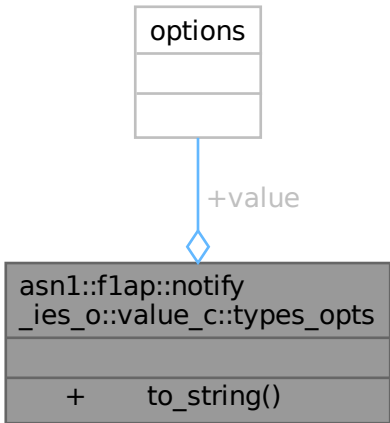 options
+value
asn1::f1ap::notify
_ies_o::value_c::types_opts
+ to_string()